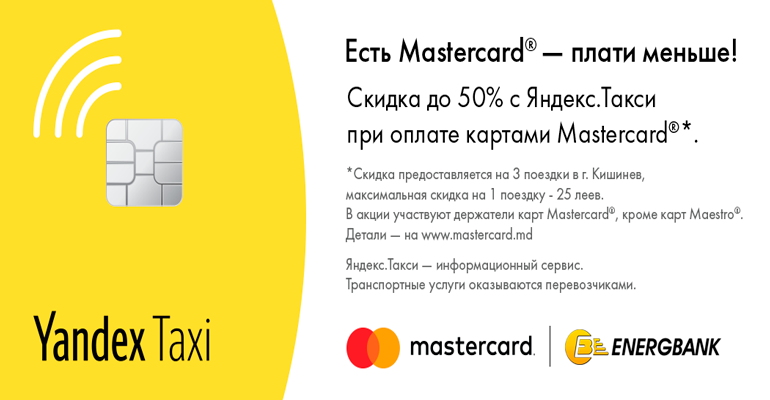 Есть Mastercard® — плати меньше!
Скидка до 50% с Яндекс.Такси
при оплате картами Mastercard®*.
*Скидка предоставляется на 3 поездки в г. Кишинев,
максимальная скидка на 1 поездку - 25 леев.
В акции участвуют держатели карт Mastercard®, кроме карт Maestro®.
Детали — на www.mastercard.md
Яндекс.Такси — информационный сервис.
Транспортные услуги оказываются перевозчиками.
Yandex Taxi
mastercard.
ENERGBANK